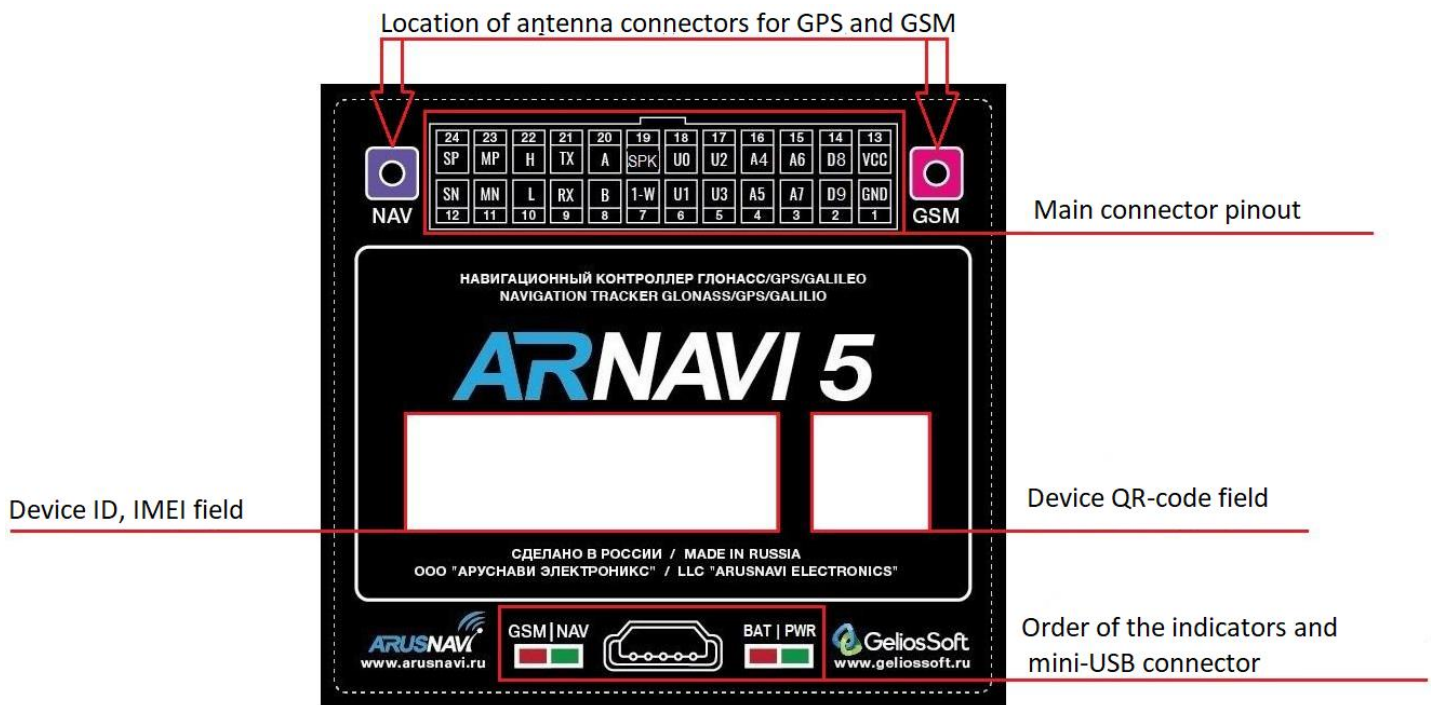 Location of antenna connectors for GPS and GSM
24 23 22 21 20 19 18 17 16 15 14 13
SP MP H TX A SPK U0 U2 A4 A6 D8 VCC
SN MN L RX B 1-W U1 U3 A5 A7 D9 GND
12 11 10 9 8 7 6 5 4 3 2 1
NAV
GSM
Main connector pinout
НАВИГАЦИОННЫЙ КОНТРОЛЛЕР ГЛОНАСС/GPS/GALILEO
NAVIGATION TRACKER GLONASS/GPS/GALILIO
ARNAVI 5
Device ID, IMEI field
Device QR-code field
СДЕЛАНО В РОССИИ / MADE IN RUSSIA
ООО "АРУСНАВИ ЭЛЕКТРОНИКС" / LLC "ARUSNAVI ELECTRONICS"
ARUSNAVI
www.arusnavi.ru
GSM|NAV
BAT | PWR
GeliosSoft
www.geliossoft.ru
Order of the indicators and
mini-USB connector